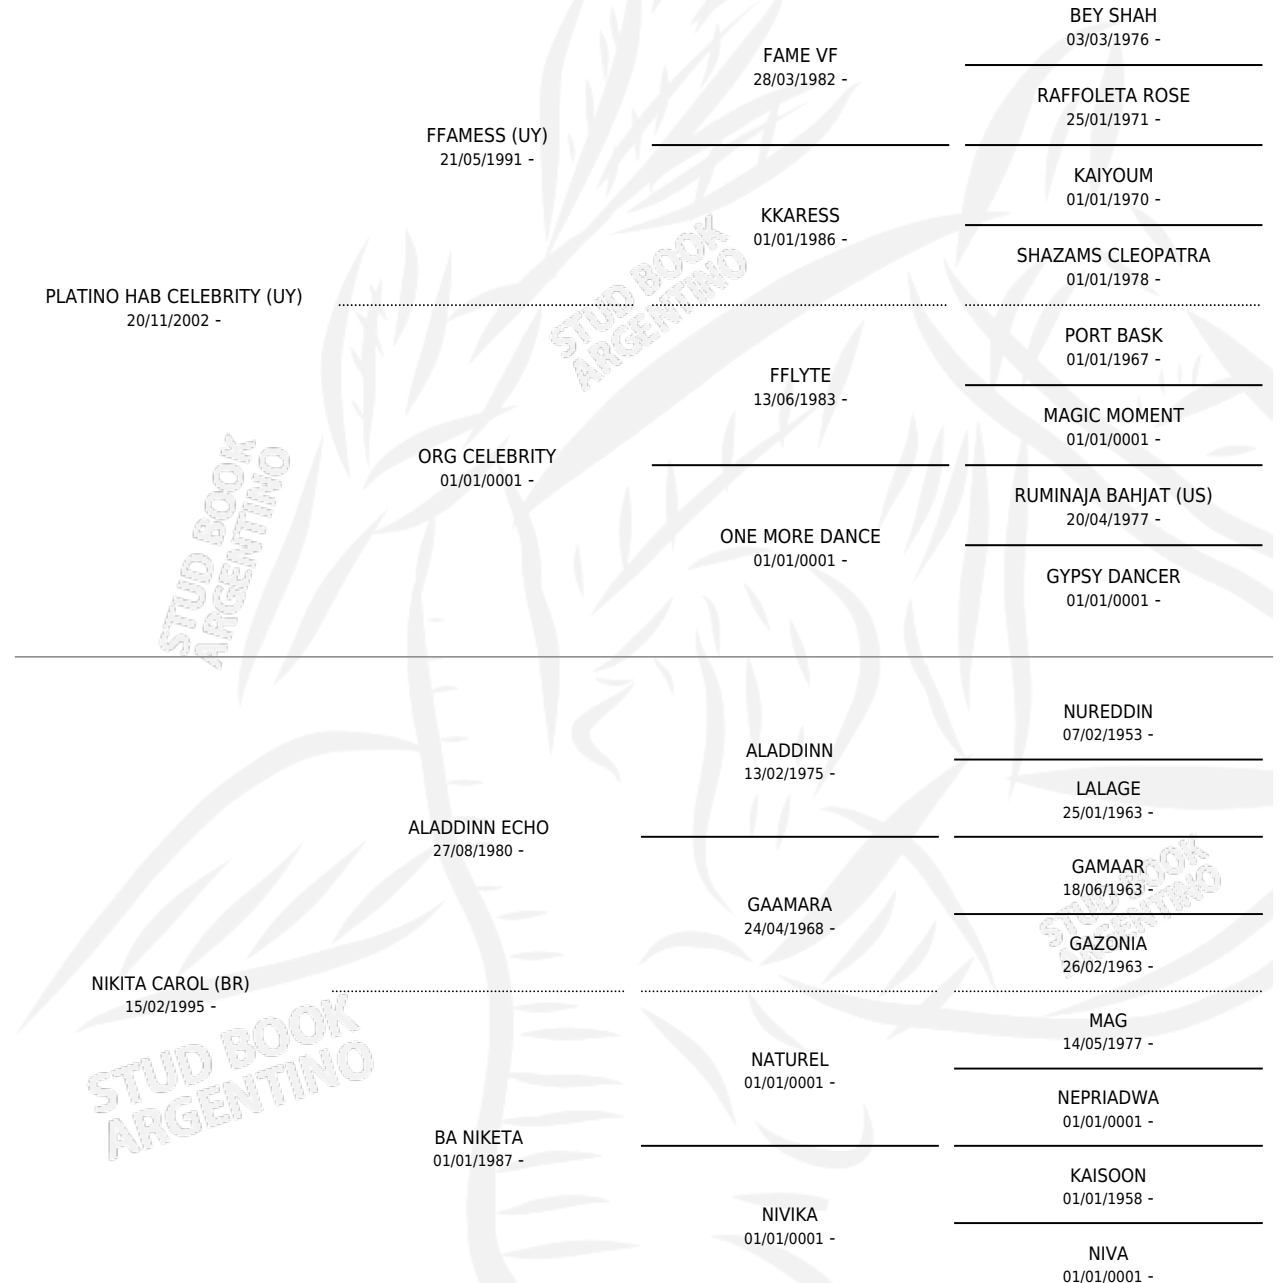 BEY SHAH
03/03/1976 -
FAME VF
28/03/1982 -
RAFFOLETA ROSE
25/01/1971 -
FFAMESS (UY)
21/05/1991 -
KAIYOUM
01/01/1970 -
KKARESS
01/01/1986 -
SHAZAMS CLEOPATRA
01/01/1978 -
PLATINO HAB CELEBRITY (UY)
20/11/2002 -
STUD BOOK
ARGENTINO
PORT BASK
01/01/1967 -
FFLYTE
13/06/1983 -
MAGIC MOMENT
01/01/0001 -
ORG CELEBRITY
01/01/0001 -
RUMINAJA BAHJAT (US)
20/04/1977 -
ONE MORE DANCE
01/01/0001 -
GYPSY DANCER
01/01/0001 -
STUD BOOK
ARGENTINO
NUREDDIN
07/02/1953 -
ALADDINN
13/02/1975 -
LALAGE
25/01/1963 -
ALADDINN ECHO
27/08/1980 -
GAMAAR
18/06/1963 -
GAAMARA
24/04/1968 -
GAZONIA
26/02/1963 -
STUD BOOK
ARGENTINO
NIKITA CAROL (BR)
15/02/1995 -
MAG
14/05/1977 -
NATUREL
01/01/0001 -
NEPRIADWA
01/01/0001 -
STUD BOOK
ARGENTINO
BA NIKETA
01/01/1987 -
KAISOON
01/01/1958 -
NIVIKA
01/01/0001 -
NIVA
01/01/0001 -